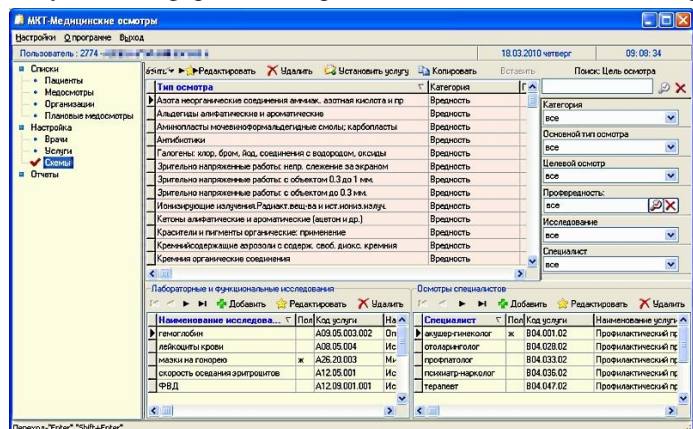 МКТ-Медицинские осмотры
Настройки О программе Выход
Пользователь : 2774 -
18.03.2010 четверг 09:08:34
Списки
Пациенты
Медосмотры
Организации
Плановые медосмотры
Настройка
Врачи
Услуги
Схемы
Отчеты
Редактировать Удалить Установить услугу Копировать Вставить Поиск: Цель осмотра
Тип осмотра Категория Г
Азота неорганические соединения аммиак, азотная кислота и пр Вредность
Альдегиды алифатические и ароматические Вредность
Аминопласты мочевиноформальдегидные смолы; карбопласты Вредность
Антибиотики Вредность
Галогены: хлор, бром, йод, соединения с водородом, оксиды Вредность
Зрительно напряженные работы: непр. слежение за экраном Вредность
Зрительно напряженные работы: с объектом 0.3 до 1 мм. Вредность
Зрительно напряженные работы: с объектом до 0.3 мм. Вредность
Ионизирующие излучения.Радиакт.вещ-ва и ист.иониз.излуч. Вредность
Кетоны алифатические и ароматические (ацетон и др.) Вредность
Красители и пигменты органические: применение Вредность
Кремнийсодержащие аэрозоли с содерж. своб. диокс. кремния Вредность
Кремния органические соединения Вредность
Категория
все
Основной тип осмотра
все
Целевой осмотр
все
Профвредность:
все
Исследование
все
Специалист
все
Лабораторные и функциональные исследования
Добавить Редактировать Удалить
Наименование исследова... Пол Код услуги На
гемоглобин A09.05.003.002 Оп
лейкоциты крови A08.05.004 Ис
мазки на гонорею ж A26.20.003 Ми
скорость оседания эритроцитов A12.05.001 Ис
ФВД A12.09.001.001 Ис
Осмотры специалистов
Добавить Редактировать Удалить
Специалист Пол Код услуги Наименование услуги
акушер-гинеколог ж B04.001.02 Профилактический пр
отоларинголог B04.028.02 Профилактический пр
профпатолог B04.033.02 Профилактический пр
психиатр-нарколог B04.036.02 Профилактический пр
терапевт B04.047.02 Профилактический пр
Переход-"Enter" "Shift+Enter"